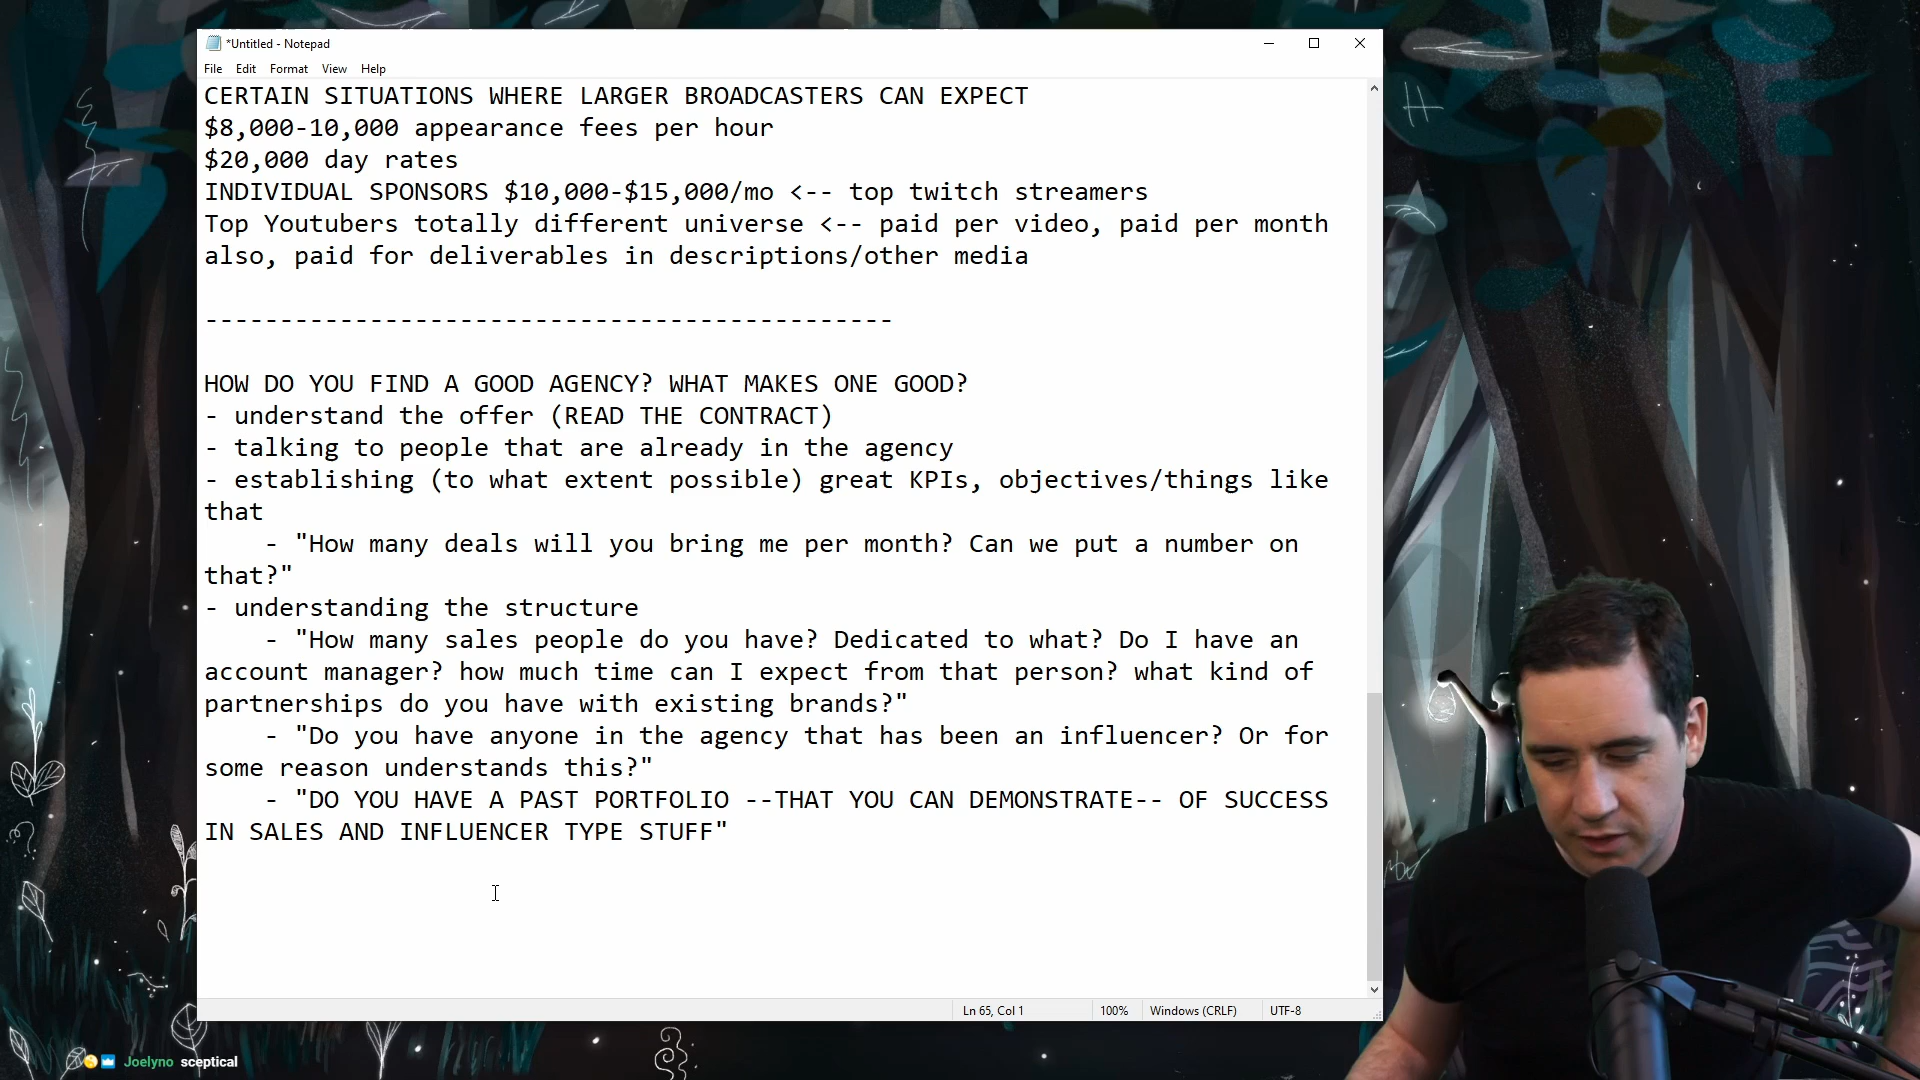 *Untitled - Notepad
File Edit Format View Help
CERTAIN SITUATIONS WHERE LARGER BROADCASTERS CAN EXPECT
$8,000-10,000 appearance fees per hour
$20,000 day rates
INDIVIDUAL SPONSORS $10,000-$15,000/mo <-- top twitch streamers
Top Youtubers totally different universe <-- paid per video, paid per month
also, paid for deliverables in descriptions/other media
----------------------------------------------
HOW DO YOU FIND A GOOD AGENCY? WHAT MAKES ONE GOOD?
- understand the offer (READ THE CONTRACT)
- talking to people that are already in the agency
- establishing (to what extent possible) great KPIs, objectives/things like
that
- "How many deals will you bring me per month? Can we put a number on
that?"
- understanding the structure
- "How many sales people do you have? Dedicated to what? Do I have an
account manager? how much time can I expect from that person? what kind of
partnerships do you have with existing brands?"
- "Do you have anyone in the agency that has been an influencer? Or for
some reason understands this?"
- "DO YOU HAVE A PAST PORTFOLIO --THAT YOU CAN DEMONSTRATE-- OF SUCCESS
IN SALES AND INFLUENCER TYPE STUFF"
Ln 65, Col 1 100% Windows (CRLF) UTF-8
Joelyno sceptical